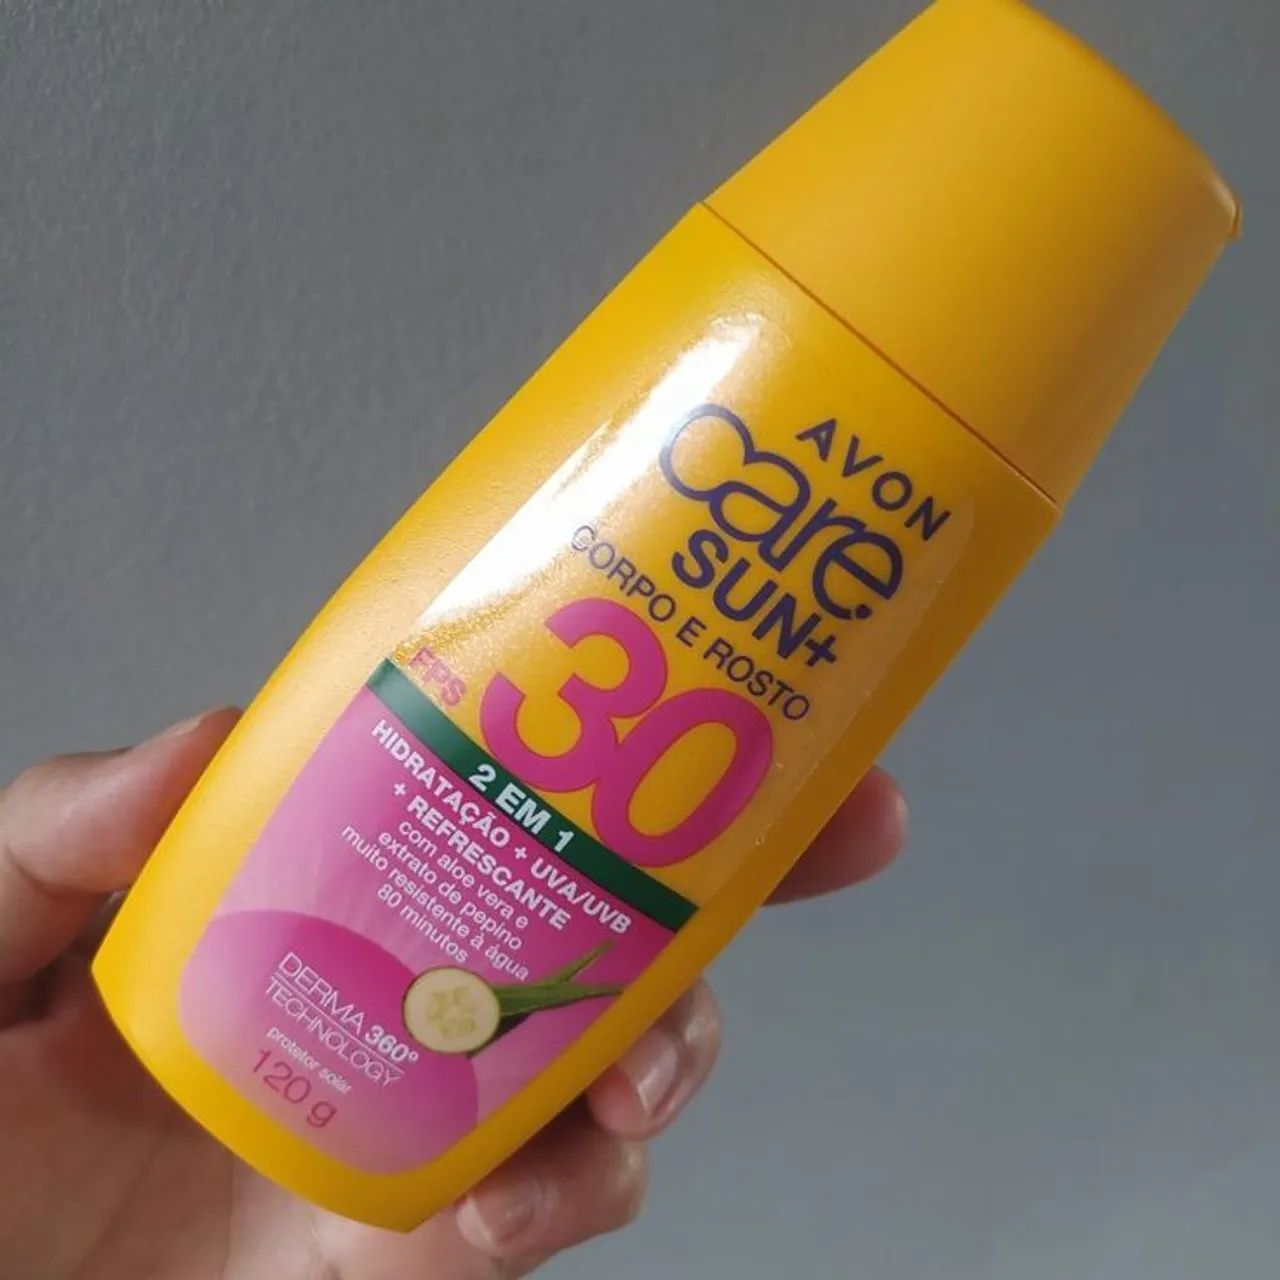 AVON
care
SUN+
CORPO E ROSTO
FPS 30
2 EM 1
HIDRATAÇÃO + UVA/UVB
+ REFRESCANTE
com aloe vera e
extrato de pepino
muito resistente à água
80 minutos
DERMA 360°
TECHNOLOGY
protetor solar
120 g